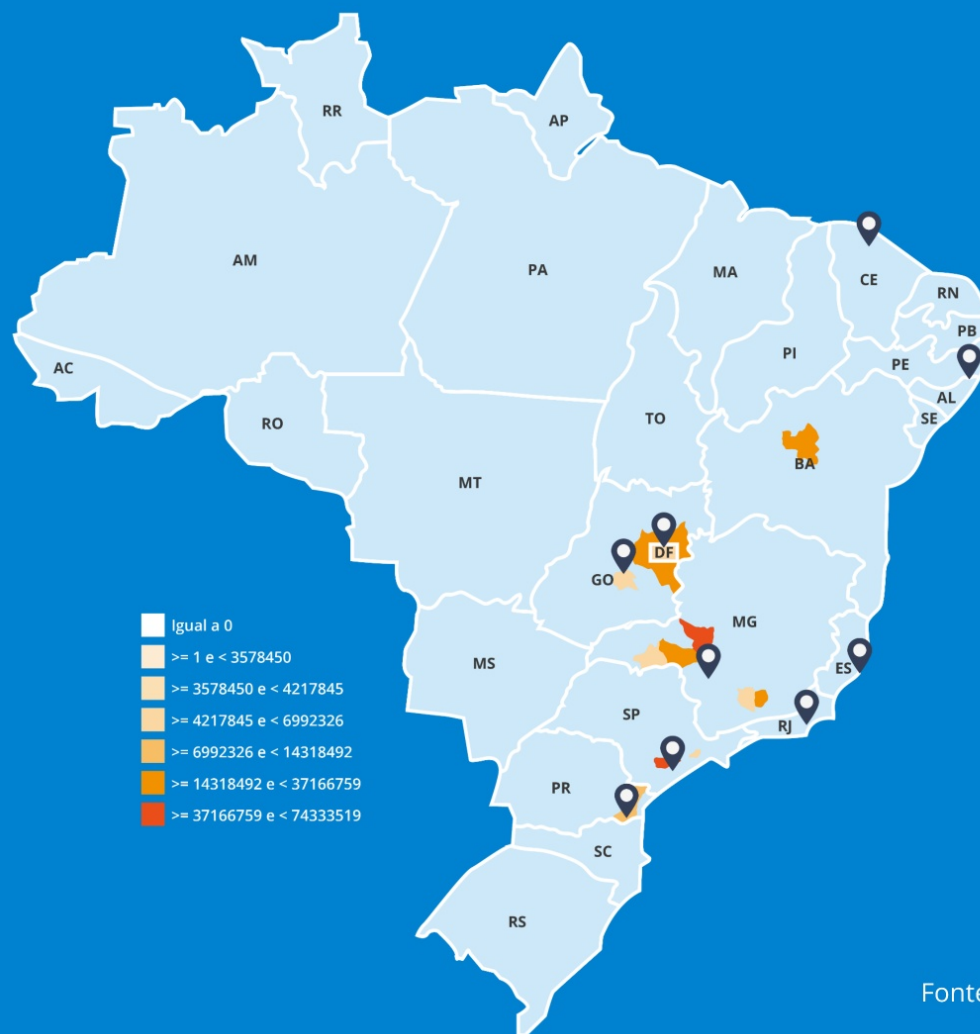 RR
AP
AM
PA
MA
CE
RN
PB
PI
PE
AC
AL
SE
TO
RO
BA
MT
DF
GO
MG
Igual a 0
>= 1 e < 3578450
>= 3578450 e < 4217845
>= 4217845 e < 6992326
>= 6992326 e < 14318492
>= 14318492 e < 37166759
>= 37166759 e < 74333519
MS
ES
SP
RJ
PR
SC
RS
Fonte